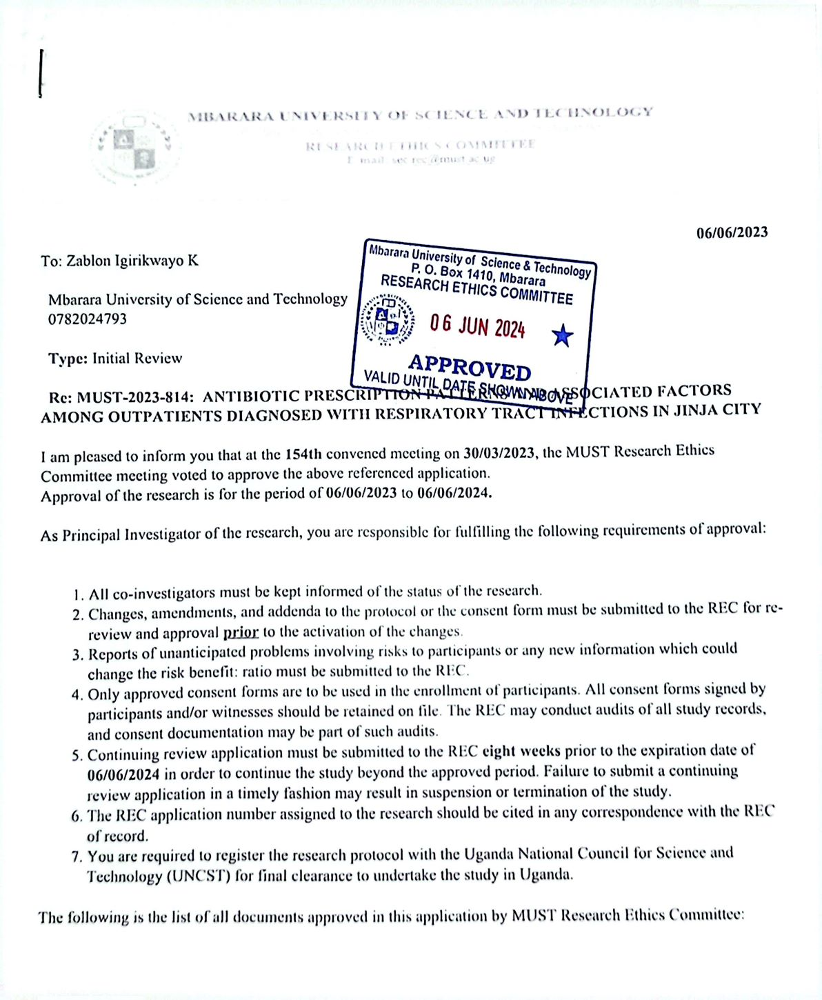 MBARARA UNIVERSITY OF SCIENCE AND TECHNOLOGY
RESEARCH ETHICS COMMITTEE
E mail: sec.rec@must.ac.ug
06/06/2023
To: Zablon Igirikwayo K
Mbarara University of Science and Technology
0782024793
Type: Initial Review
Mbarara University of Science & Technology
P. O. Box 1410, Mbarara
RESEARCH ETHICS COMMITTEE
06 JUN 2024
APPROVED
VALID UNTIL DATE SHOWN ABOVE
Re: MUST-2023-814: ANTIBIOTIC PRESCRIPTION PATTERNS AND ASSOCIATED FACTORS
AMONG OUTPATIENTS DIAGNOSED WITH RESPIRATORY TRACT INFECTIONS IN JINJA CITY
I am pleased to inform you that at the 154th convened meeting on 30/03/2023, the MUST Research Ethics
Committee meeting voted to approve the above referenced application.
Approval of the research is for the period of 06/06/2023 to 06/06/2024.
As Principal Investigator of the research, you are responsible for fulfilling the following requirements of approval:
1. All co-investigators must be kept informed of the status of the research.
2. Changes, amendments, and addenda to the protocol or the consent form must be submitted to the REC for re-
review and approval prior to the activation of the changes.
3. Reports of unanticipated problems involving risks to participants or any new information which could
change the risk benefit: ratio must be submitted to the REC.
4. Only approved consent forms are to be used in the enrollment of participants. All consent forms signed by
participants and/or witnesses should be retained on file. The REC may conduct audits of all study records,
and consent documentation may be part of such audits.
5. Continuing review application must be submitted to the REC eight weeks prior to the expiration date of
06/06/2024 in order to continue the study beyond the approved period. Failure to submit a continuing
review application in a timely fashion may result in suspension or termination of the study.
6. The REC application number assigned to the research should be cited in any correspondence with the REC
of record.
7. You are required to register the research protocol with the Uganda National Council for Science and
Technology (UNCST) for final clearance to undertake the study in Uganda.
The following is the list of all documents approved in this application by MUST Research Ethics Committee: